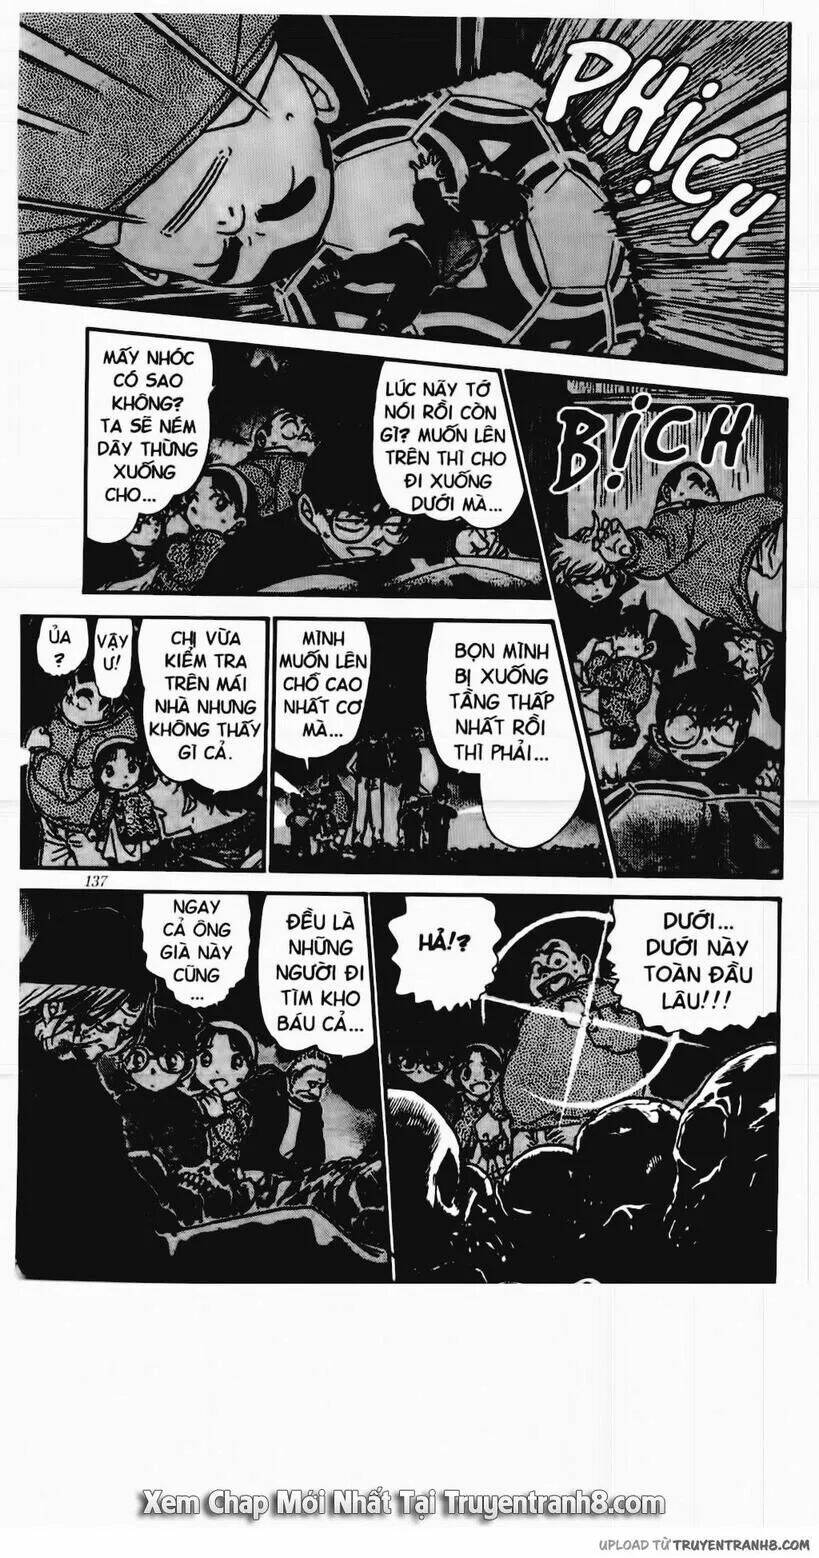 PHỊCH
BỊCH
LÚC NÃY TỚ
NÓI RỒI CÒN
GÌ? MUỐN LÊN
TRÊN THÌ CHO
ĐI XUỐNG
DƯỚI MÀ...
MẤY NHÓC
CÓ SAO
KHÔNG?
TA SẼ NÉM
DÂY THỪNG
XUỐNG
CHO...
BỌN MÌNH
BỊ XUỐNG
TẦNG THẤP
NHẤT RỒI
THÌ PHẢI...
MÌNH
MUỐN LÊN
CHỖ CAO
NHẤT CƠ
MÀ...
CHỊ VỪA
KIỂM TRA
TRÊN MÁI
NHÀ NHƯNG
KHÔNG THẤY
GÌ CẢ.
VẬY
Ư!
ỦA
?
137
DƯỚI...
DƯỚI NÀY
TOÀN ĐẦU
LÂU!!!
HẢ!?
ĐỀU LÀ
NHỮNG
NGƯỜI ĐI
TÌM KHO
BÁU CẢ...
NGAY
CẢ ÔNG
GIÀ NÀY
CŨNG
...
Xem Chap Mới Nhất Tại Truyentranh8.com
UPLOAD TỪ TRUYENTRANH8.COM